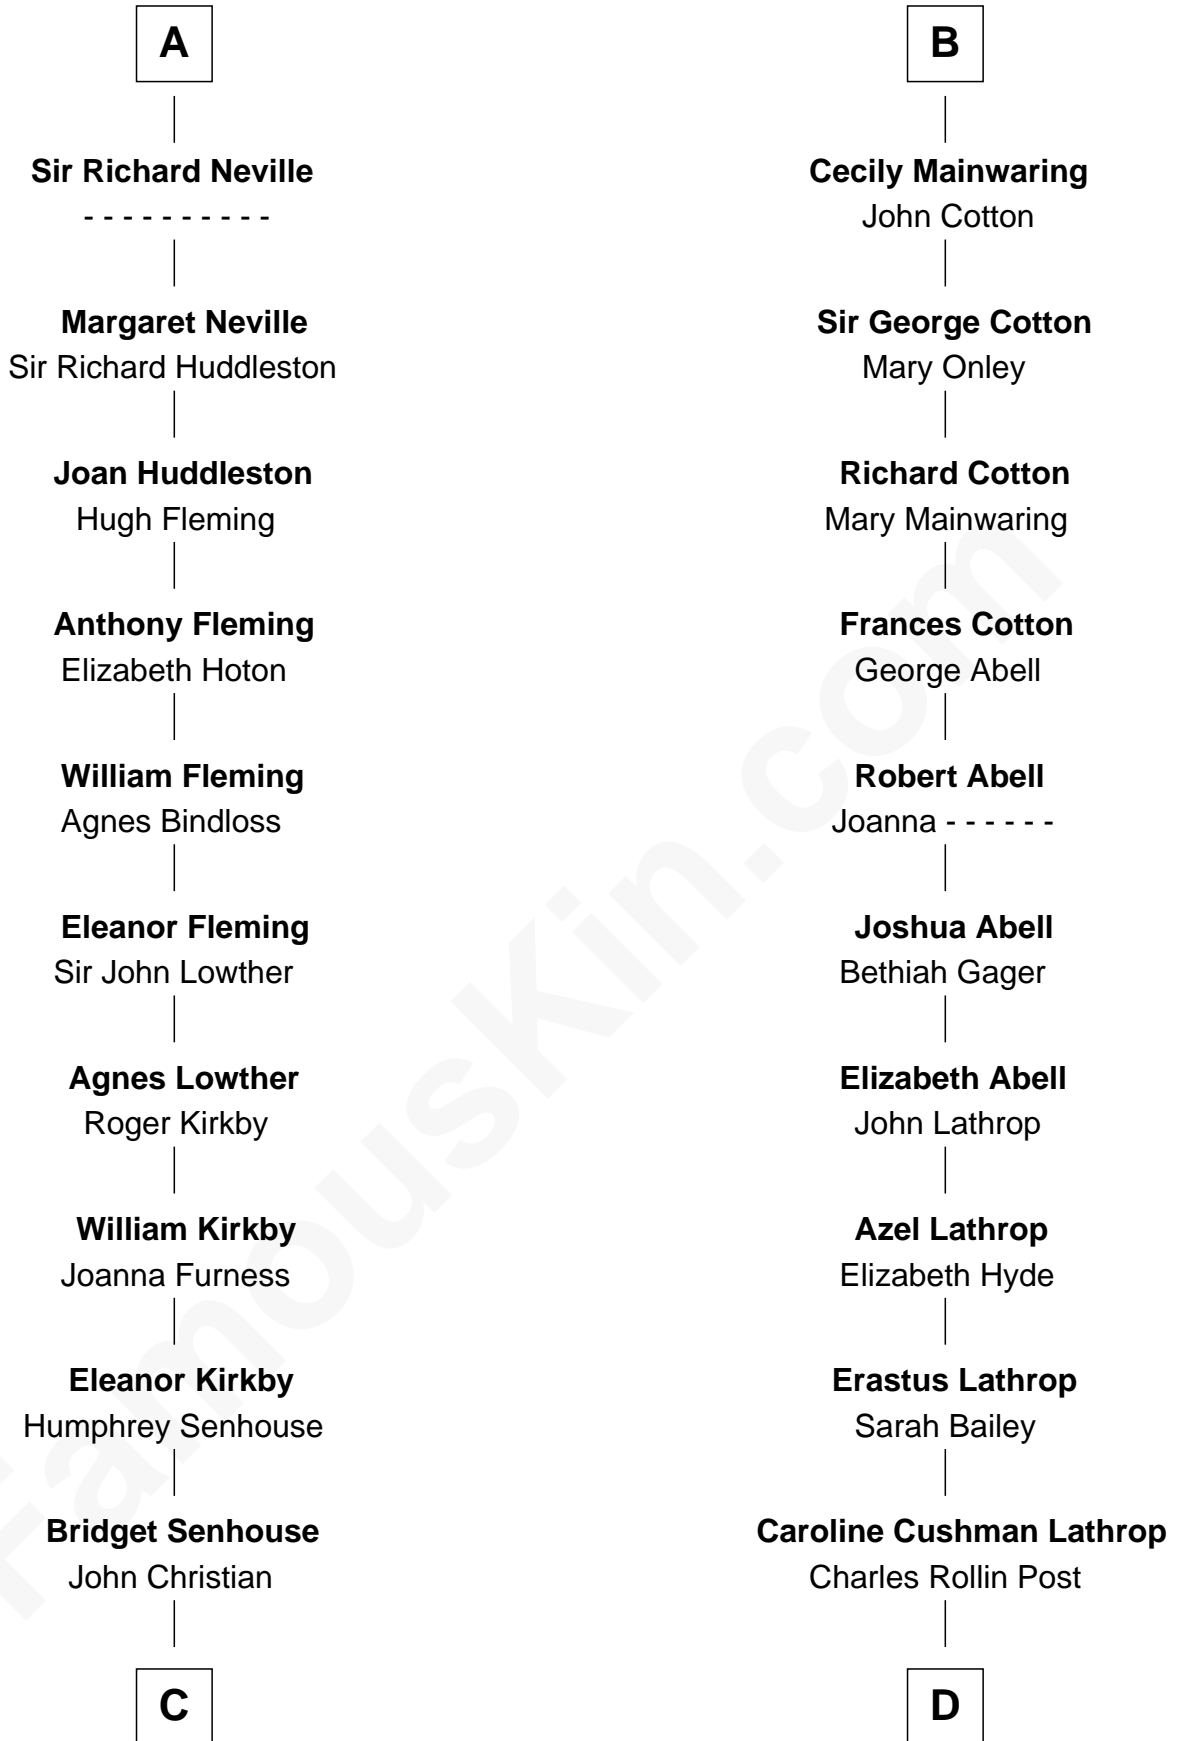 A
Sir Richard Neville
- - - - - - - - - -
Margaret Neville
Sir Richard Huddleston
Joan Huddleston
Hugh Fleming
Anthony Fleming
Elizabeth Hoton
William Fleming
Agnes Bindloss
Eleanor Fleming
Sir John Lowther
Agnes Lowther
Roger Kirkby
William Kirkby
Joanna Furness
Eleanor Kirkby
Humphrey Senhouse
Bridget Senhouse
John Christian
C
B
Cecily Mainwaring
John Cotton
Sir George Cotton
Mary Onley
Richard Cotton
Mary Mainwaring
Frances Cotton
George Abell
Robert Abell
Joanna - - - - - -
Joshua Abell
Bethiah Gager
Elizabeth Abell
John Lathrop
Azel Lathrop
Elizabeth Hyde
Erastus Lathrop
Sarah Bailey
Caroline Cushman Lathrop
Charles Rollin Post
D
FamousKin.com